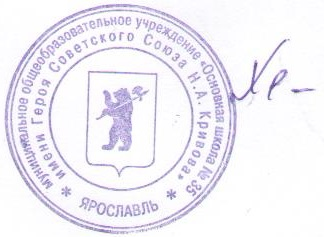 муниципальное общеобразовательное учреждение «Основная школа № 35
имени Героя Советского Союза Н.А. Кривова»
* ЯРОСЛАВЛЬ *